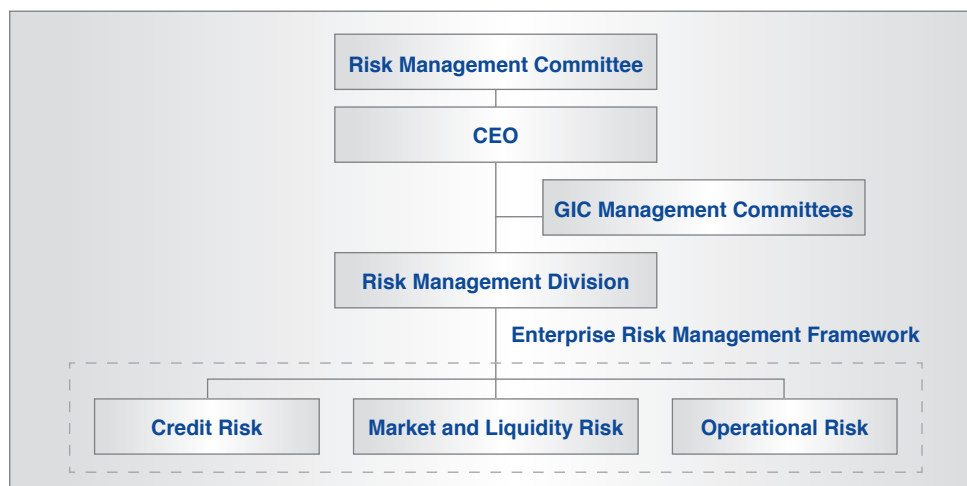 Risk Management Committee
CEO
GIC Management Committees
Risk Management Division
Enterprise Risk Management Framework
Credit Risk
Market and Liquidity Risk
Operational Risk